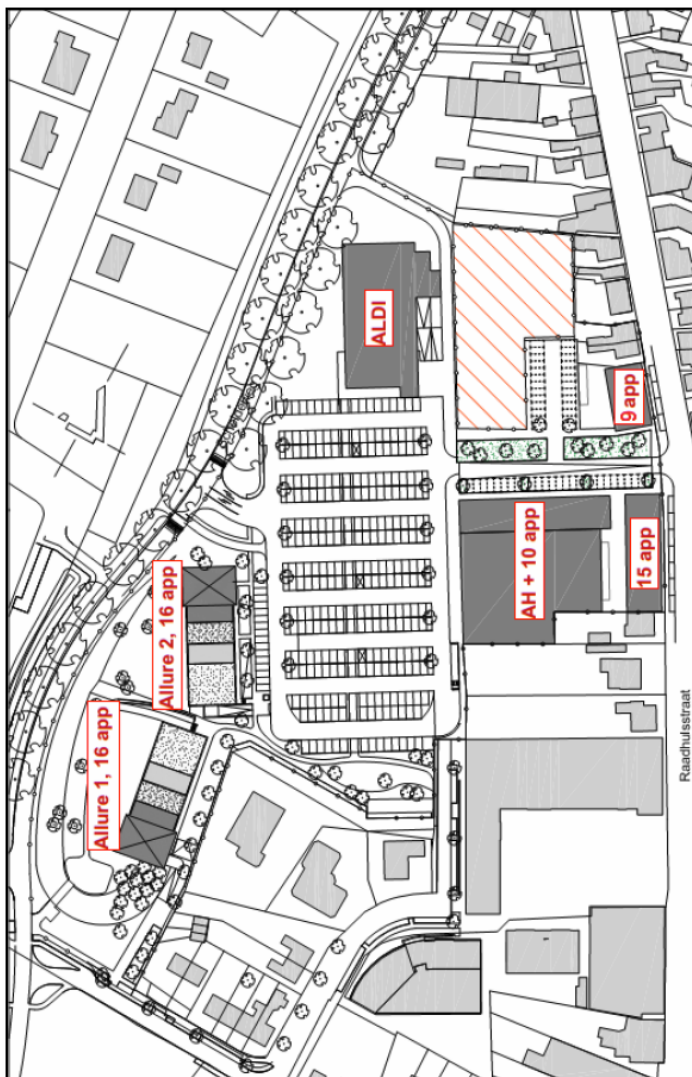 ALDI
9 app
AH + 10 app
15 app
Allure 2, 16 app
Allure 1, 16 app
Raadhuisstraat